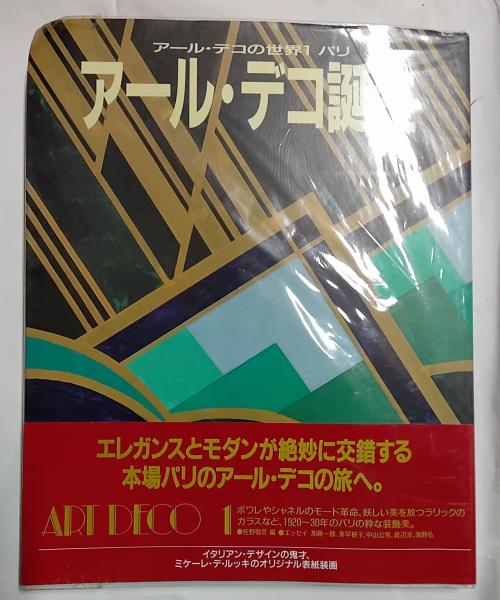 アール・デコの世界1 パリ
アール・デコ誕
エレガンスとモダンが絶妙に交錯する
本場パリのアール・デコの旅へ。
ART DECO 1
ポワレやシャネルのモード革命、妖しい美を放つラリックの
ガラスなど、1920〜30年のパリの粋な装飾美。
●佐野敬彦 編 ●エッセイ 加藤一郎、秦早穂子、中山公男、渡辺淳、海野弘
イタリアン・デザインの鬼才、
ミケーレ・デ・ルッキのオリジナル表紙装画